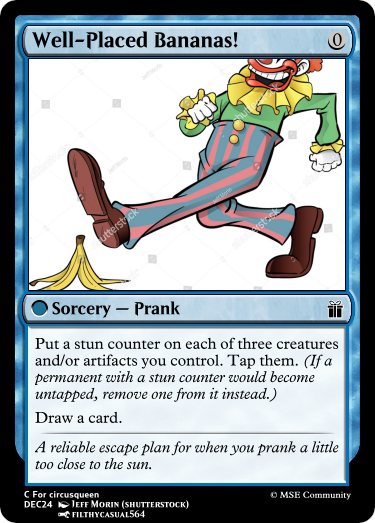 Well-Placed Bananas!
0
shutterstock
Sorcery — Prank
Put a stun counter on each of three creatures
and/or artifacts you control. Tap them. (If a
permanent with a stun counter would become
untapped, remove one from it instead.)
Draw a card.
A reliable escape plan for when you prank a little
too close to the sun.
C For circusqueen
DEC24 Jeff Morin (shutterstock)
filthycasual564
© MSE Community